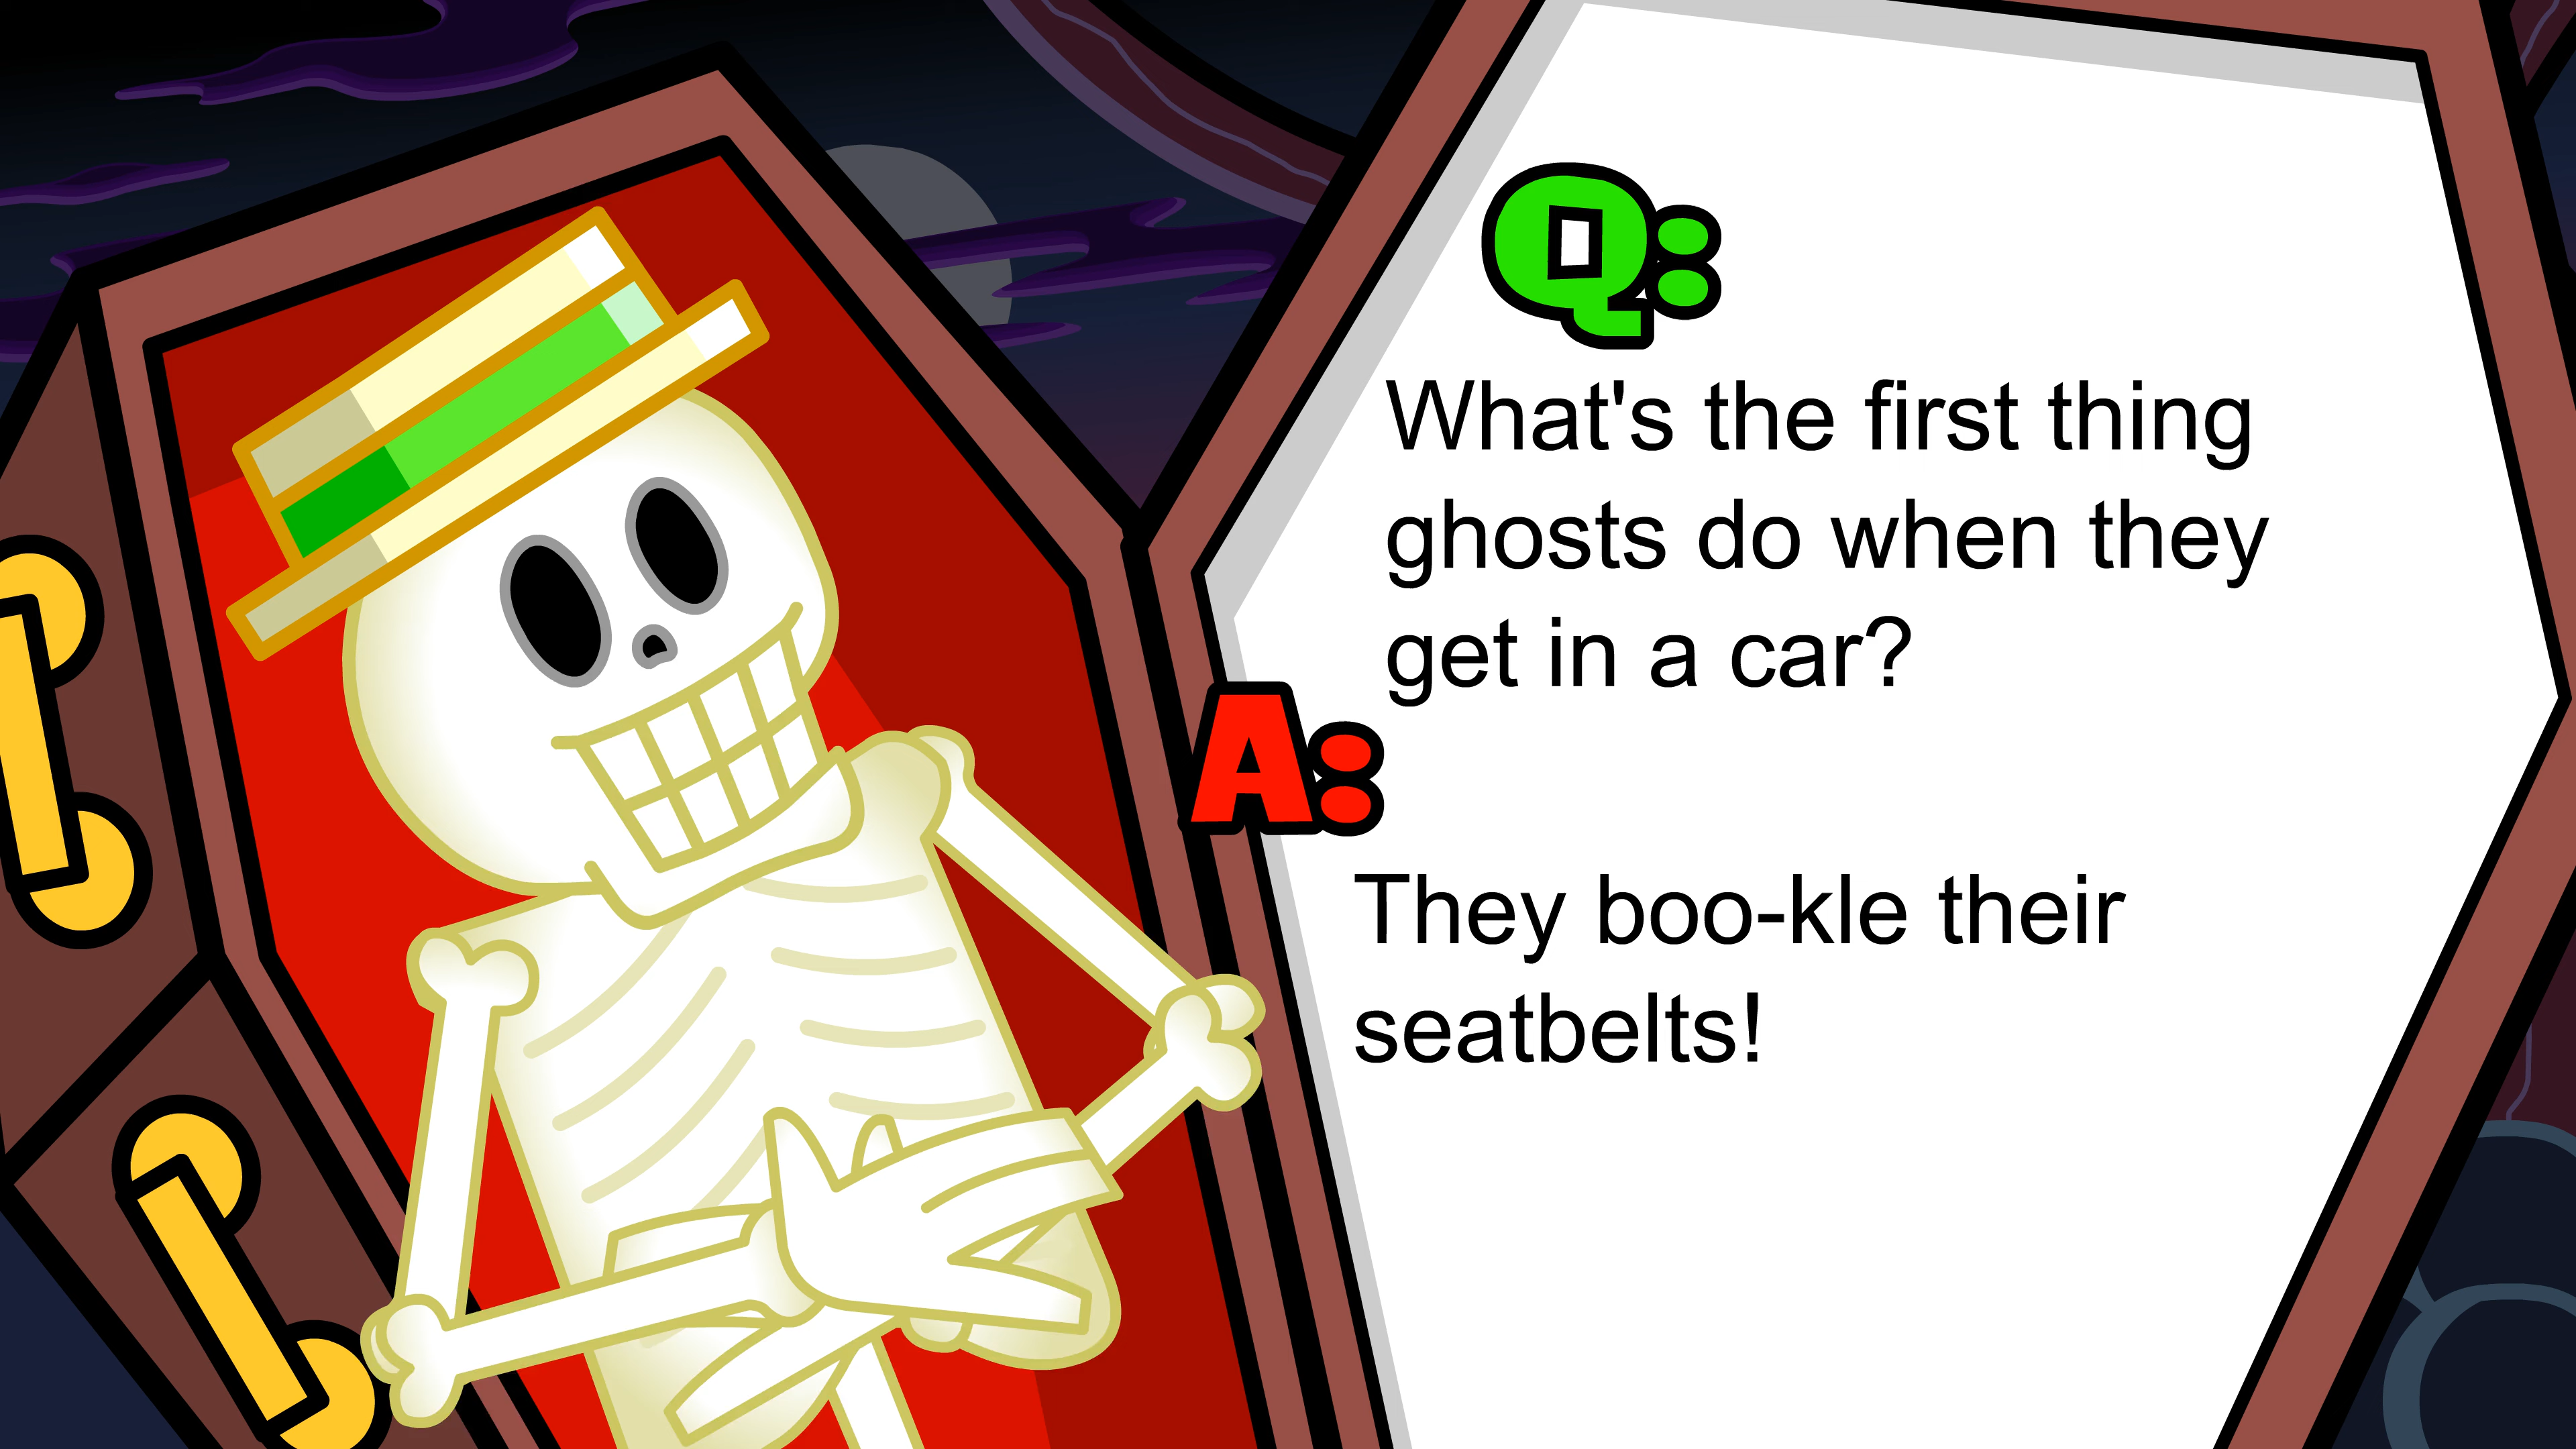 Q:
What's the first thing
ghosts do when they
get in a car?
A:
They boo-kle their
seatbelts!